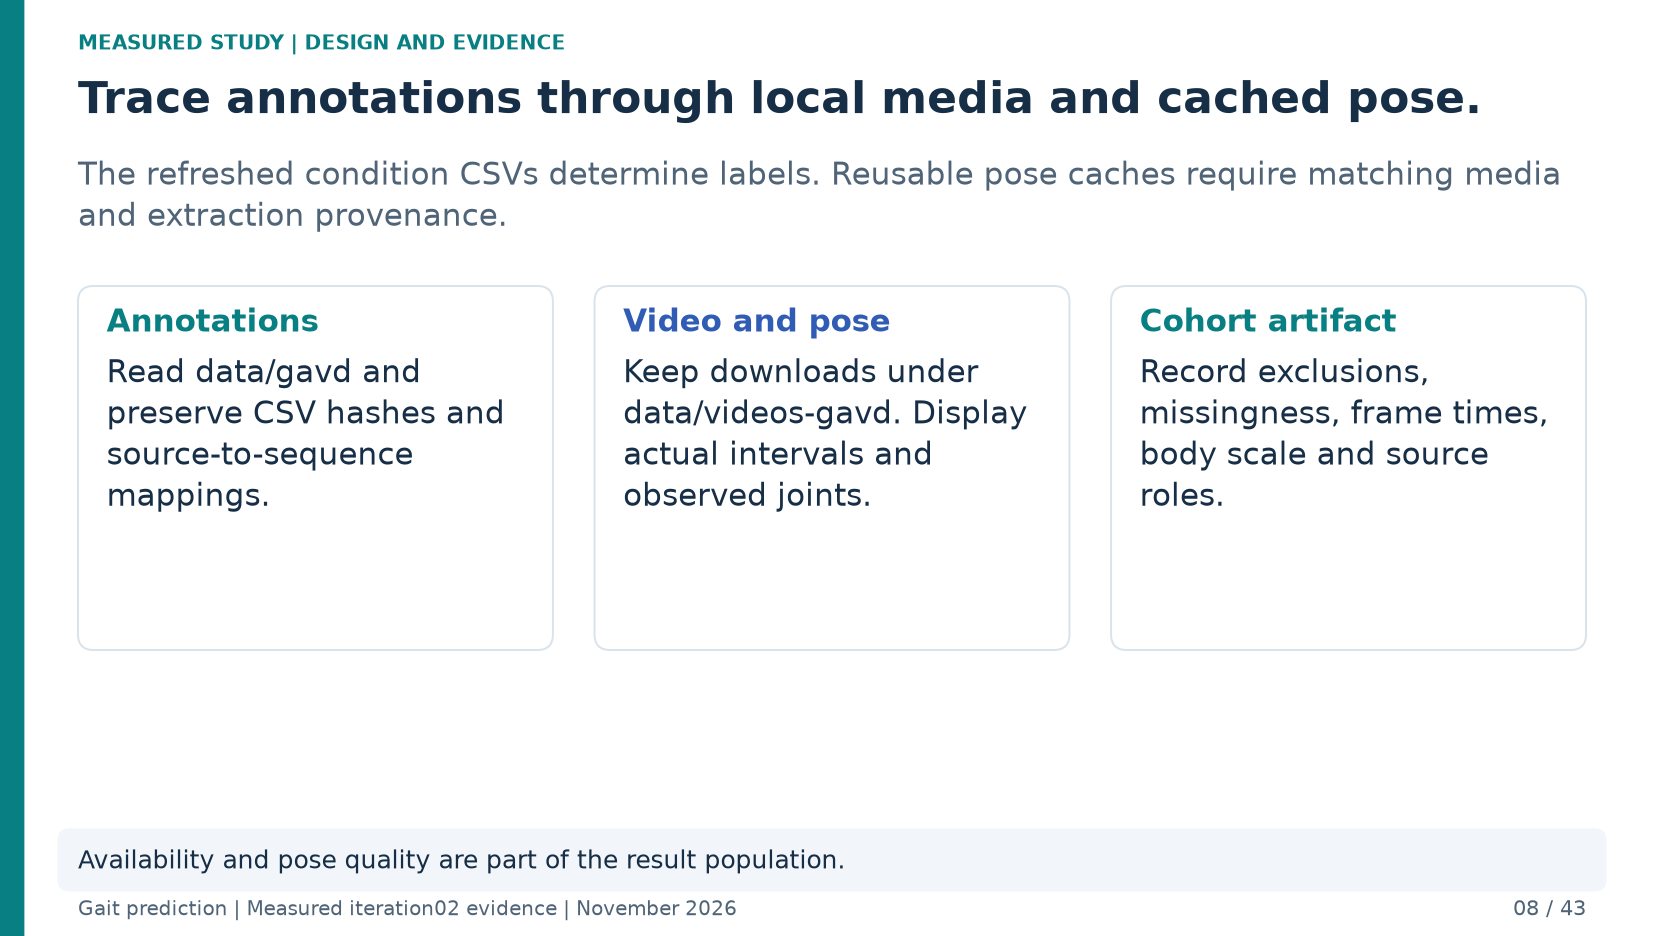 MEASURED STUDY | DESIGN AND EVIDENCE
Trace annotations through local media and cached pose.
The refreshed condition CSVs determine labels. Reusable pose caches require matching media
and extraction provenance.
Annotations
Read data/gavd and
preserve CSV hashes and
source-to-sequence
mappings.
Video and pose
Keep downloads under
data/videos-gavd. Display
actual intervals and
observed joints.
Cohort artifact
Record exclusions,
missingness, frame times,
body scale and source
roles.
Availability and pose quality are part of the result population.
Gait prediction | Measured iteration02 evidence | November 2026
08 / 43